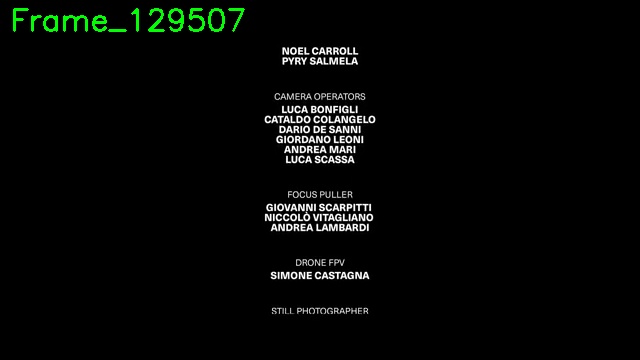 Frame_129507
NOEL CARROLL
PYRY SALMELA
CAMERA OPERATORS
LUCA BONFIGLI
CATALDO COLANGELO
DARIO DE SANNI
GIORDANO LEONI
ANDREA MARI
LUCA SCASSA
FOCUS PULLER
GIOVANNI SCARPITTI
NICCOLÒ VITAGLIANO
ANDREA LAMBARDI
DRONE FPV
SIMONE CASTAGNA
STILL PHOTOGRAPHER